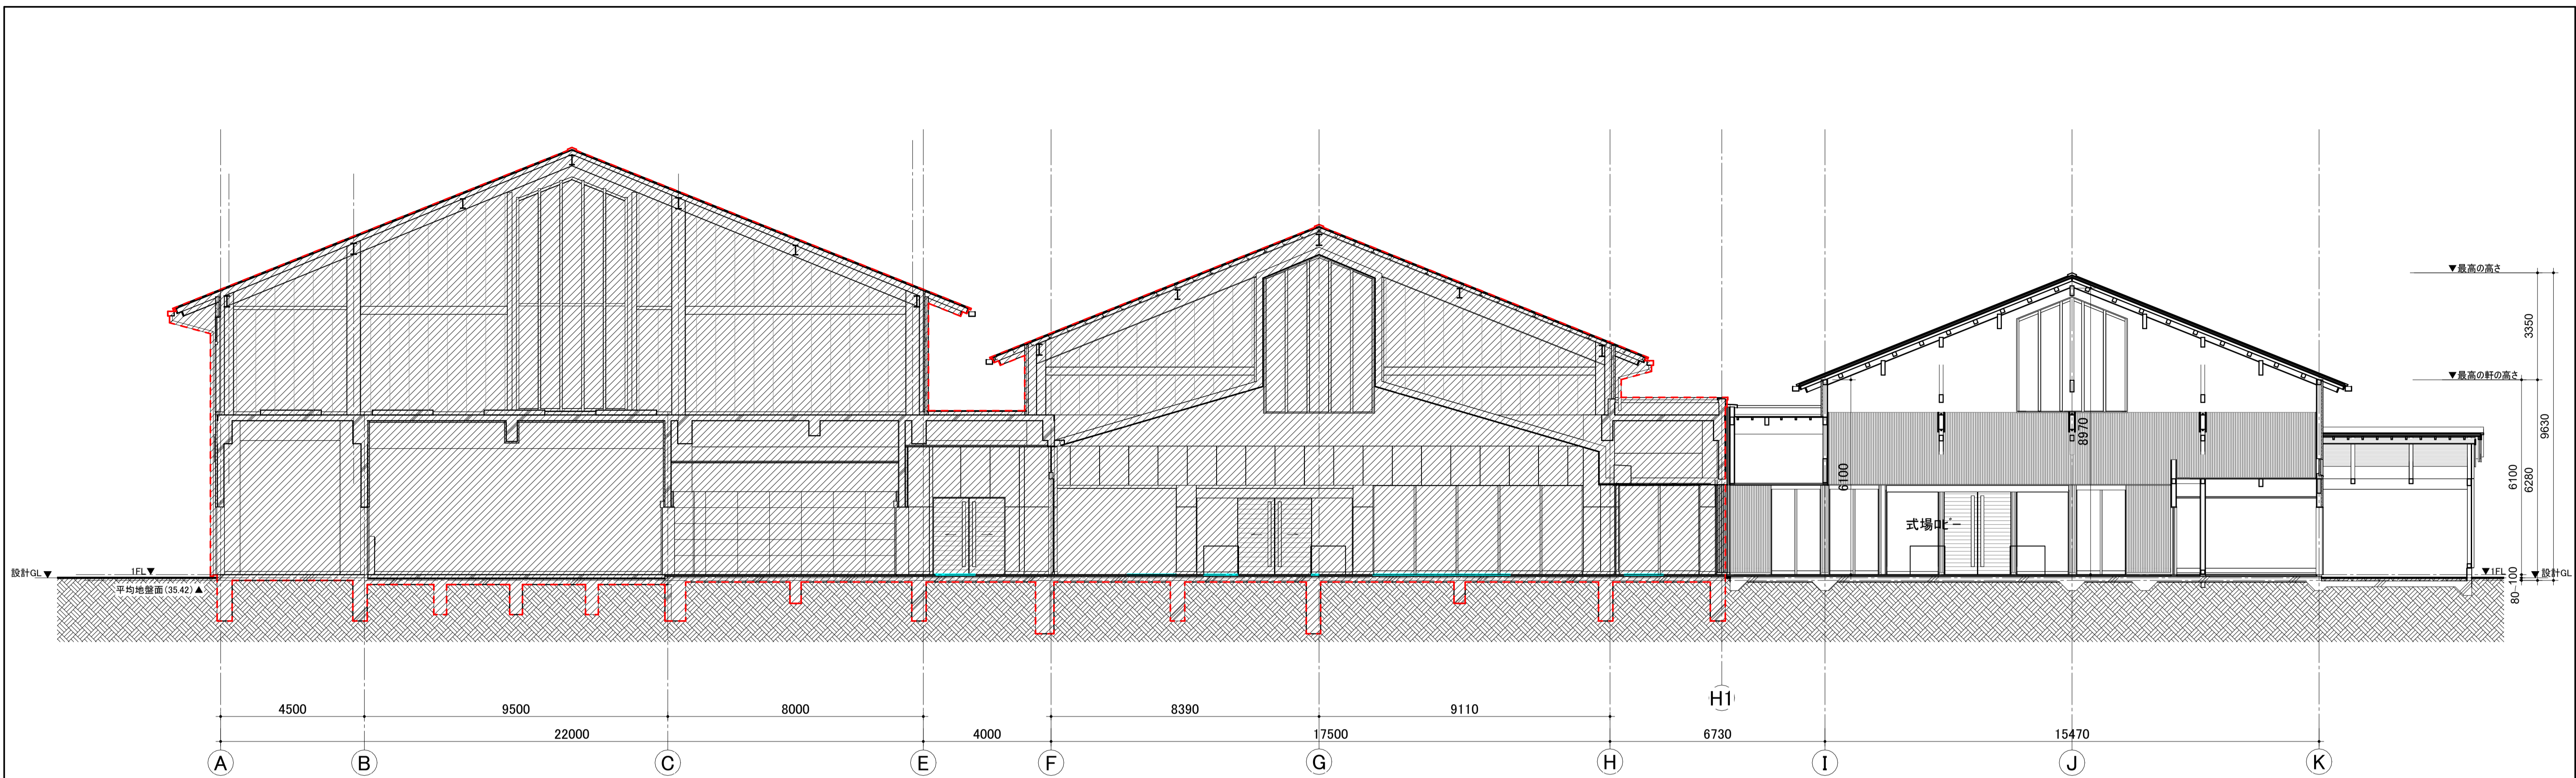 ▼最高の高さ
3350
▼最高の軒の高さ
9630
8970
6100
6100
6280
式場ロビー
設計GL▼
1FL▼
▼1FL
▼設計GL
平均地盤面(35.42)▲
100
80
H1
4500
9500
8000
8390
9110
22000
4000
17500
6730
15470
A
B
C
E
F
G
H
I
J
K